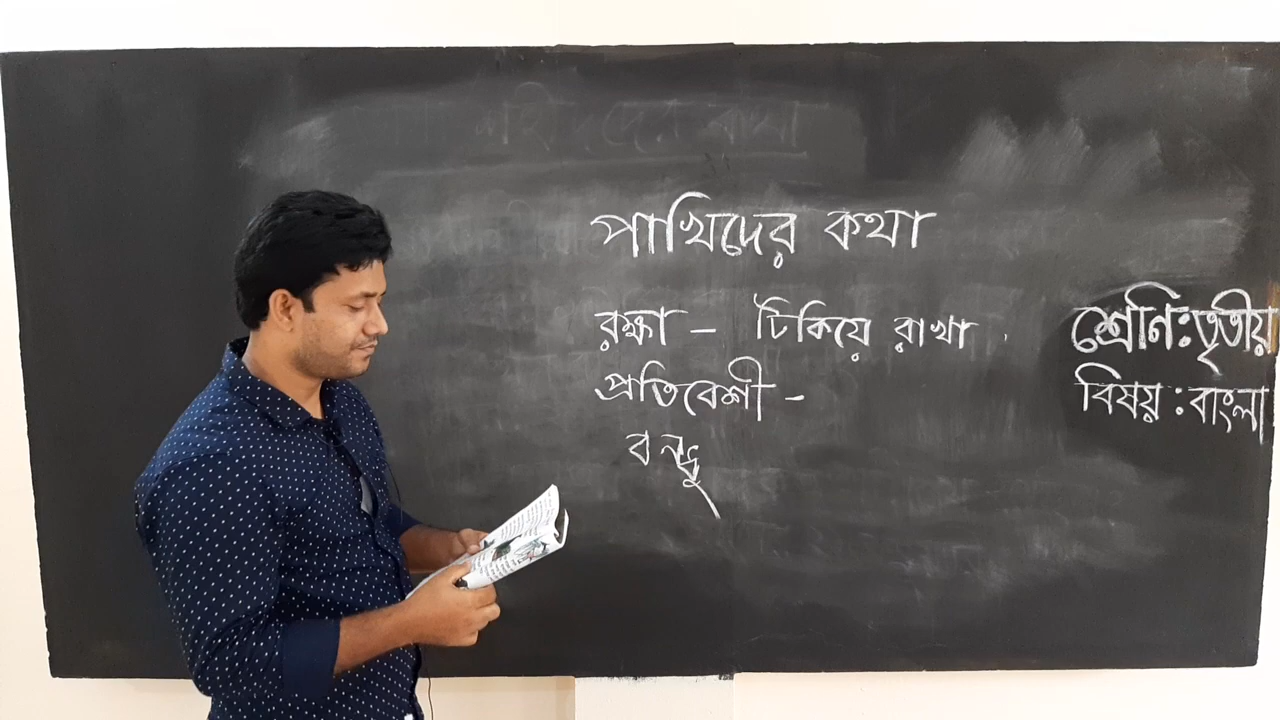 পাখিদের কথা
রক্ষা - টিকিয়ে রাখা
প্রতিবেশী -
বন্ধু
শ্রেণি: তৃতীয়
বিষয় : বাংলা